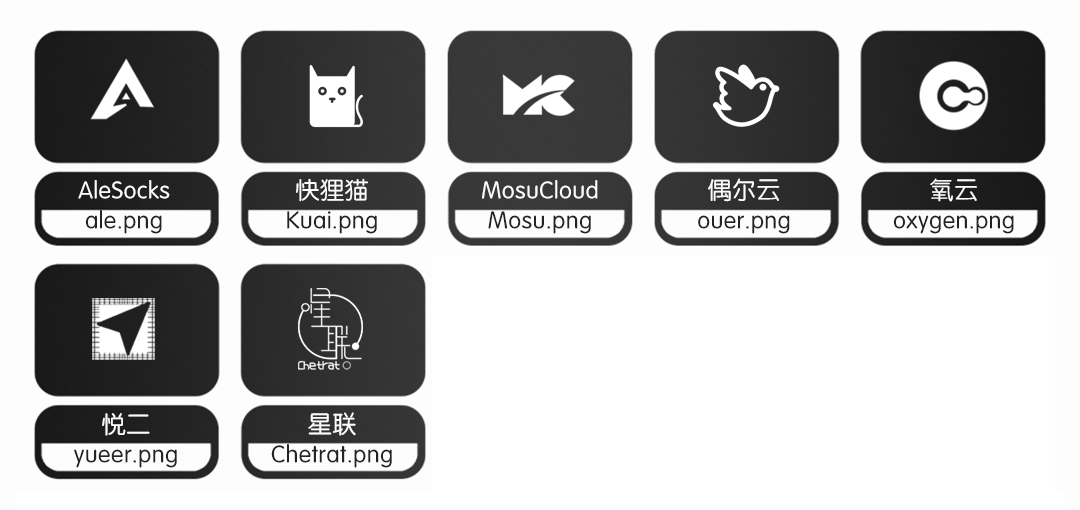 AleSocks
ale.png
快狸猫
Kuai.png
MosuCloud
Mosu.png
偶尔云
ouer.png
氧云
oxygen.png
星联
Chetrat
悦二
yueer.png
星联
Chetrat.png